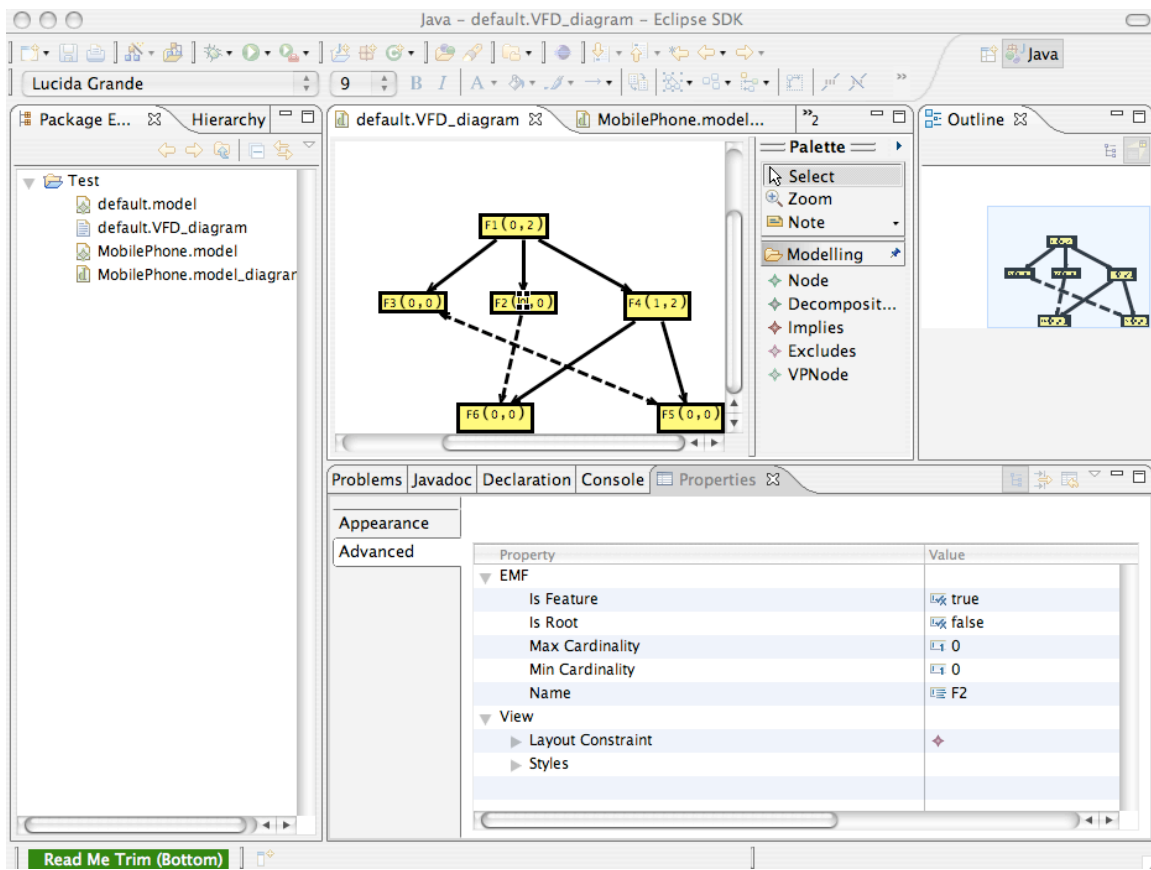 Java – default.VFD_diagram – Eclipse SDK
Java
Lucida Grande 9 B I A »
Package E... Hierarchy
default.VFD_diagram MobilePhone.model... »2
Outline
Test
default.model
default.VFD_diagram
MobilePhone.model
MobilePhone.model_diagrar
F1(0,2)
F3(0,0) F2( ,0) F4(1,2)
F6(0,0) F5(0,0)
Palette
Select
Zoom
Note
Modelling
Node
Decomposit...
Implies
Excludes
VPNode
Problems Javadoc Declaration Console Properties
Appearance
Advanced
Property Value
EMF
Is Feature true
Is Root false
Max Cardinality 0
Min Cardinality 0
Name F2
View
Layout Constraint
Styles
Read Me Trim (Bottom)